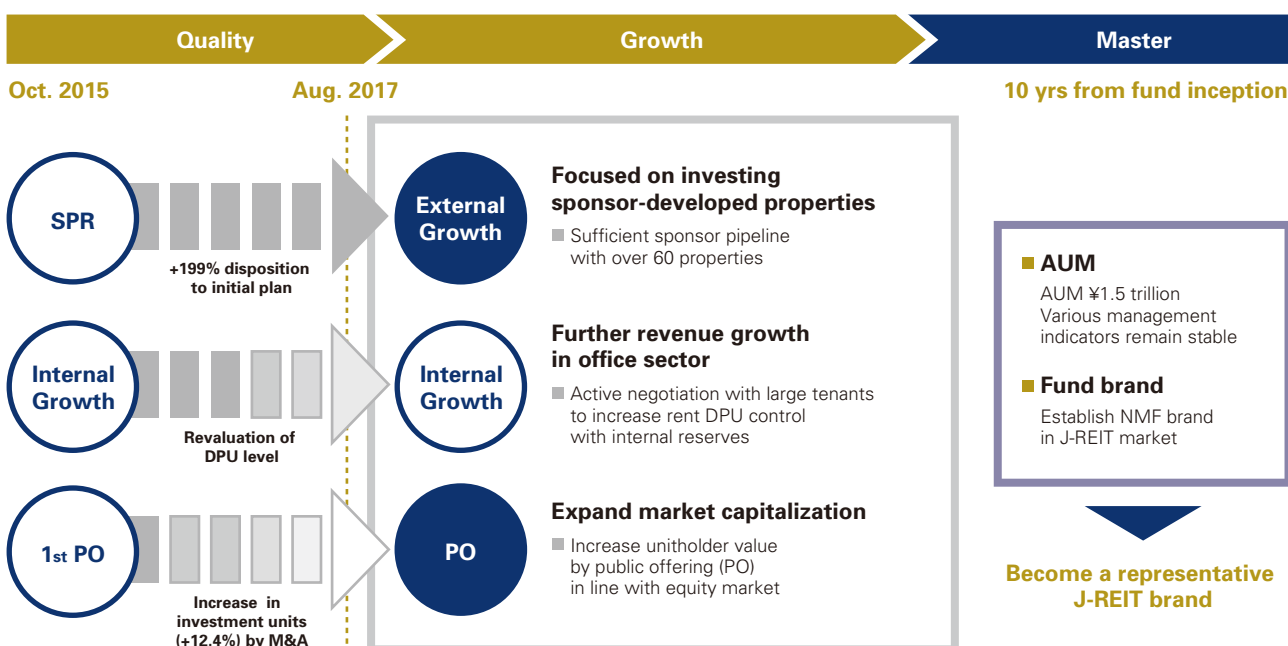 Quality
Growth
Master
Oct. 2015
Aug. 2017
10 yrs from fund inception
SPR
+199% disposition
to initial plan
External
Growth
Focused on investing
sponsor-developed properties
Sufficient sponsor pipeline
with over 60 properties
Internal
Growth
Revaluation of
DPU level
Internal
Growth
Further revenue growth
in office sector
Active negotiation with large tenants
to increase rent DPU control
with internal reserves
1st PO
Increase in
investment units
(+12.4%) by M&A
PO
Expand market capitalization
Increase unitholder value
by public offering (PO)
in line with equity market
AUM
AUM ¥1.5 trillion
Various management
indicators remain stable
Fund brand
Establish NMF brand
in J-REIT market
Become a representative
J-REIT brand